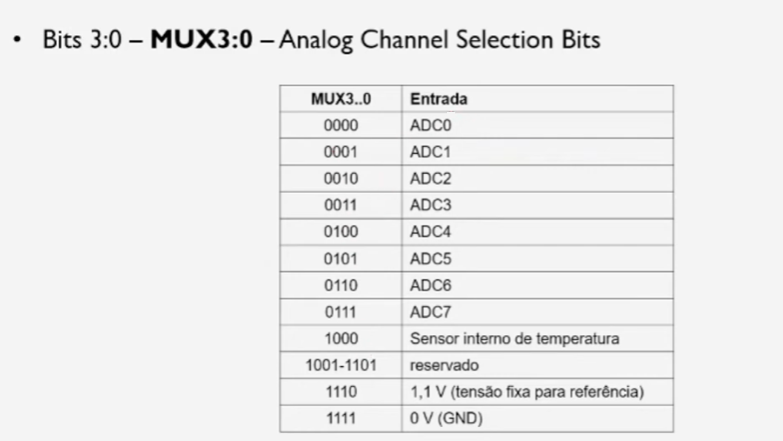 • Bits 3:0 – MUX3:0 – Analog Channel Selection Bits
MUX3..0 Entrada
0000 ADC0
0001 ADC1
0010 ADC2
0011 ADC3
0100 ADC4
0101 ADC5
0110 ADC6
0111 ADC7
1000 Sensor interno de temperatura
1001-1101 reservado
1110 1,1 V (tensão fixa para referência)
1111 0 V (GND)